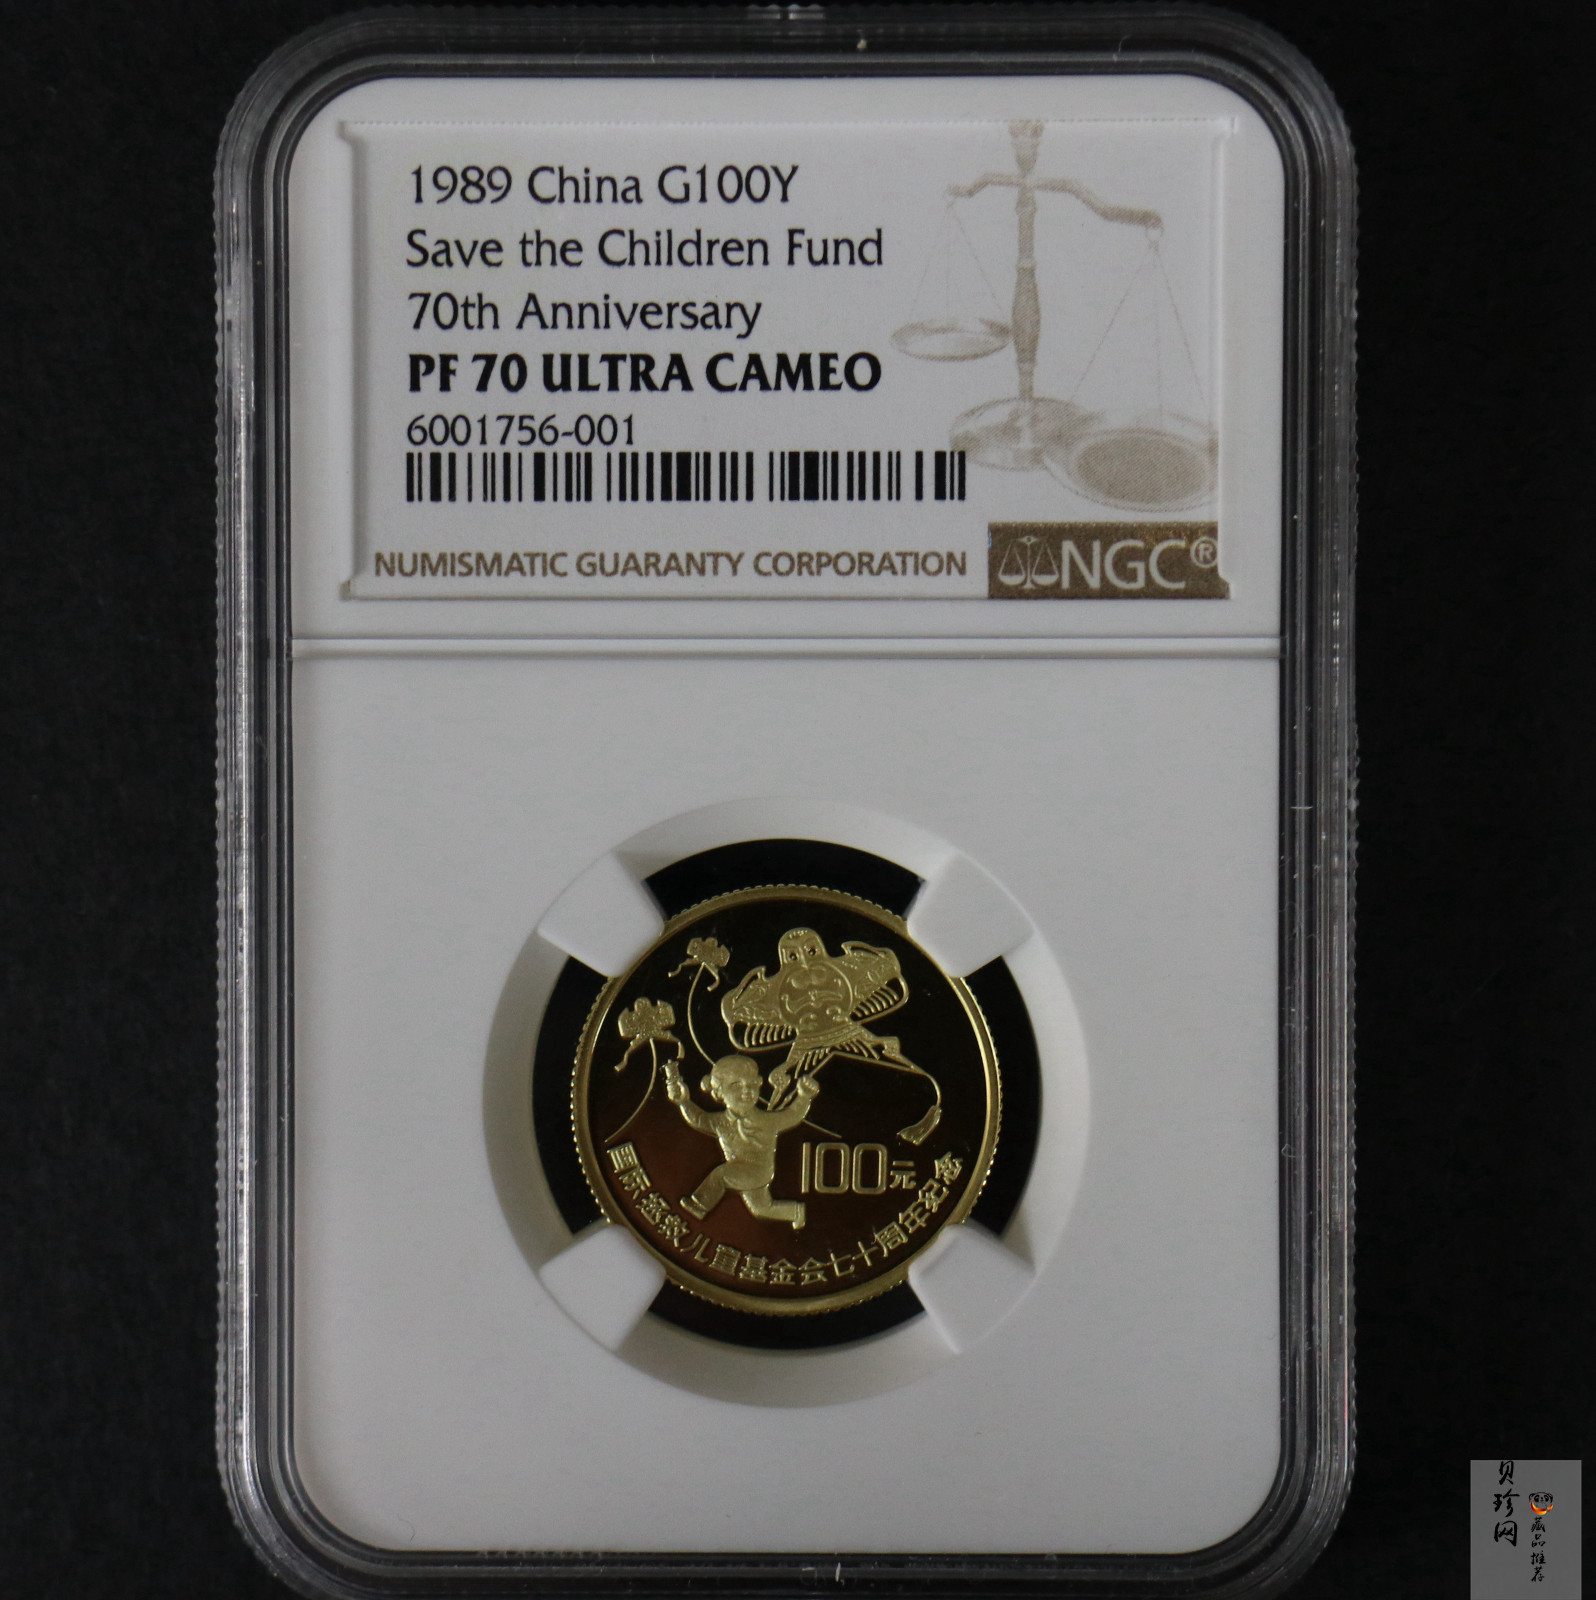 1989 China G100Y
Save the Children Fund
70th Anniversary
PF 70 ULTRA CAMEO
6001756-001
NUMISMATIC GUARANTY CORPORATION
NGC®
100元
国际拯救儿童基金会七十周年纪念
贝珍网
藏品推荐